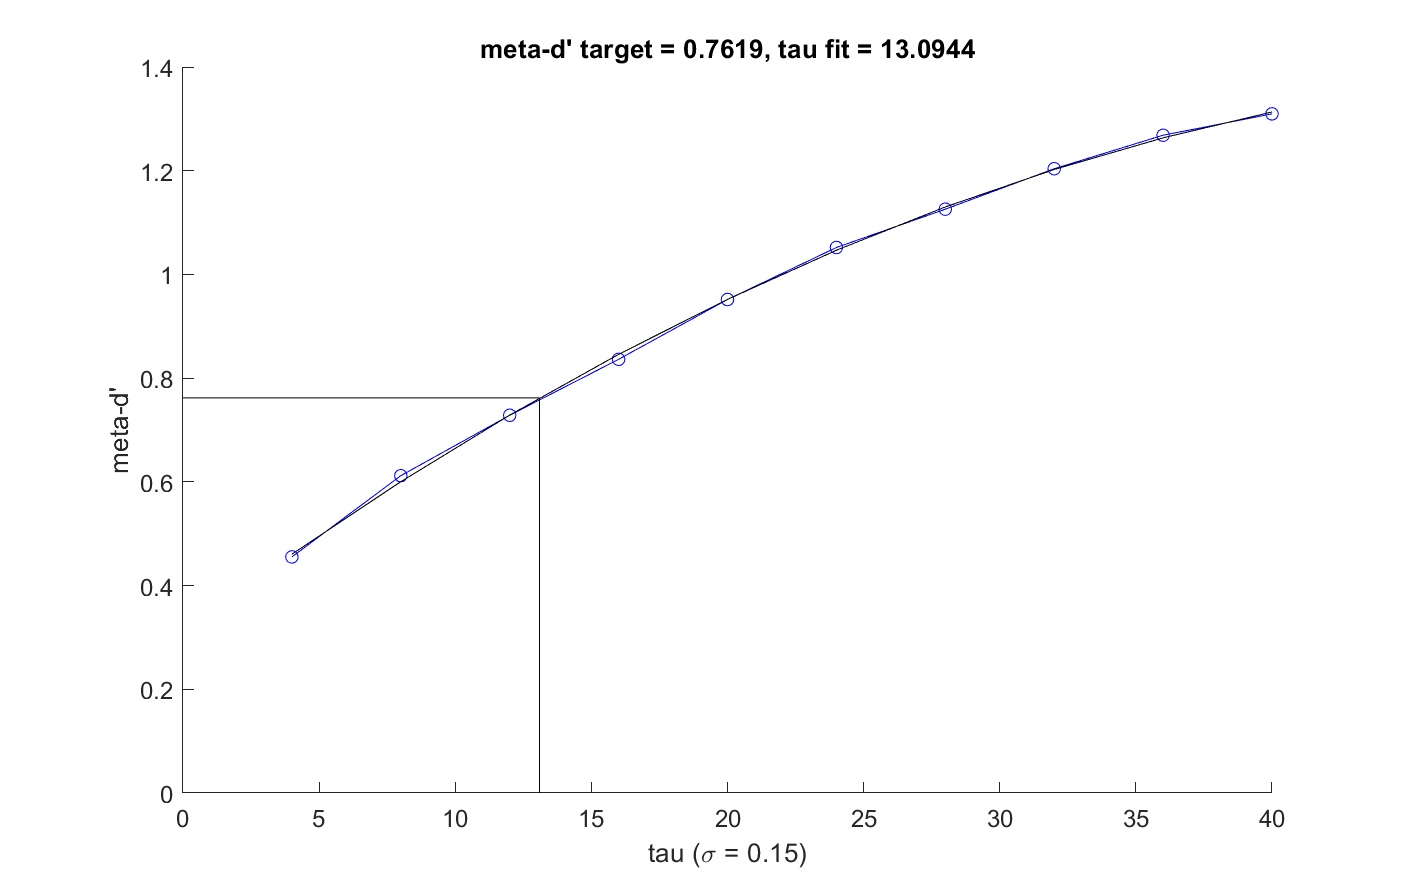 meta-d' target = 0.7619, tau fit = 13.0944
1.4
1.2
1
0.8
0.6
0.4
0.2
0
meta-d'
0 5 10 15 20 25 30 35 40
tau (σ = 0.15)